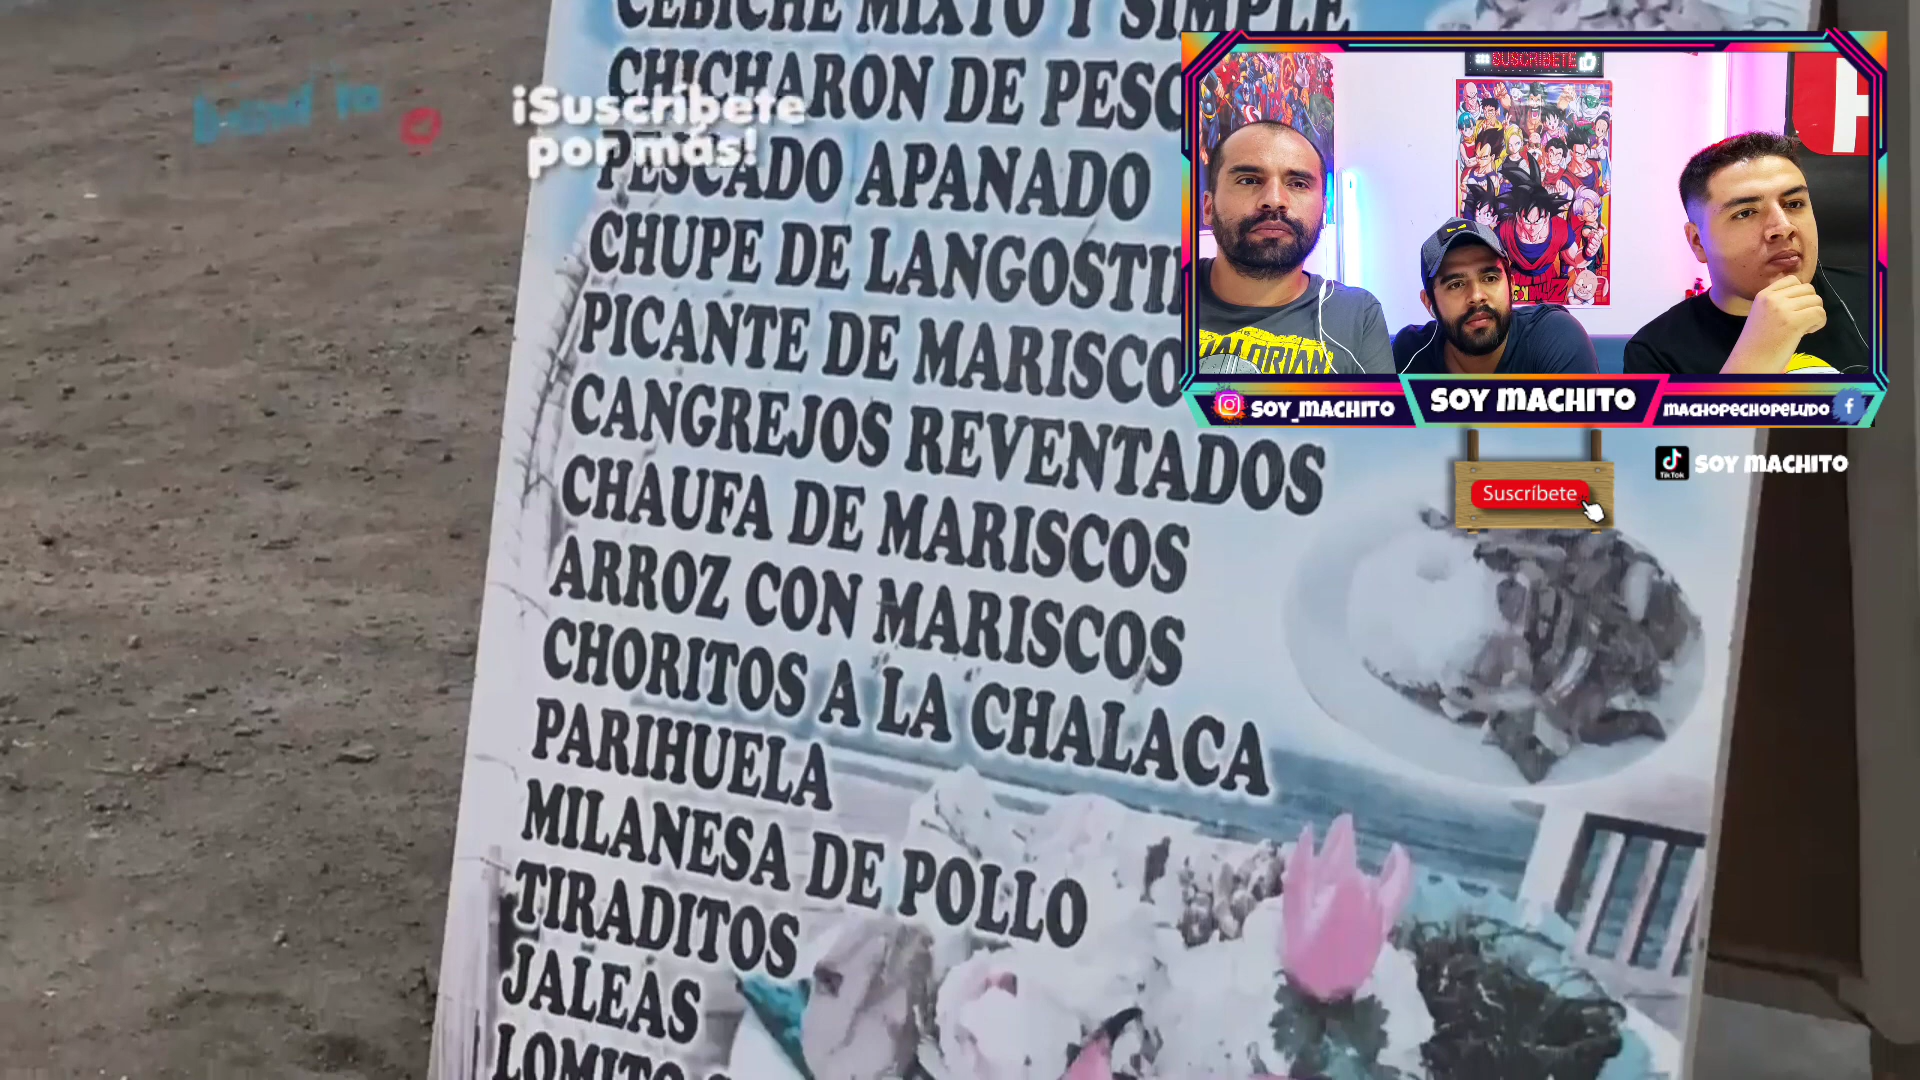 CEBICHE MIXTO Y SIMPLE
CHICHARON DE PESC
PESCADO APANADO
CHUPE DE LANGOSTI
PICANTE DE MARISCO
CANGREJOS REVENTADOS
CHAUFA DE MARISCOS
ARROZ CON MARISCOS
CHORITOS A LA CHALACA
PARIHUELA
MILANESA DE POLLO
TIRADITOS
JALEAS
LOMITO
¡Suscríbete
por más!
SUSCRIBETE
SOY_MACHITO
SOY MACHITO
MACHOPECHOPELUDO
Suscríbete
TikTok
SOY MACHITO